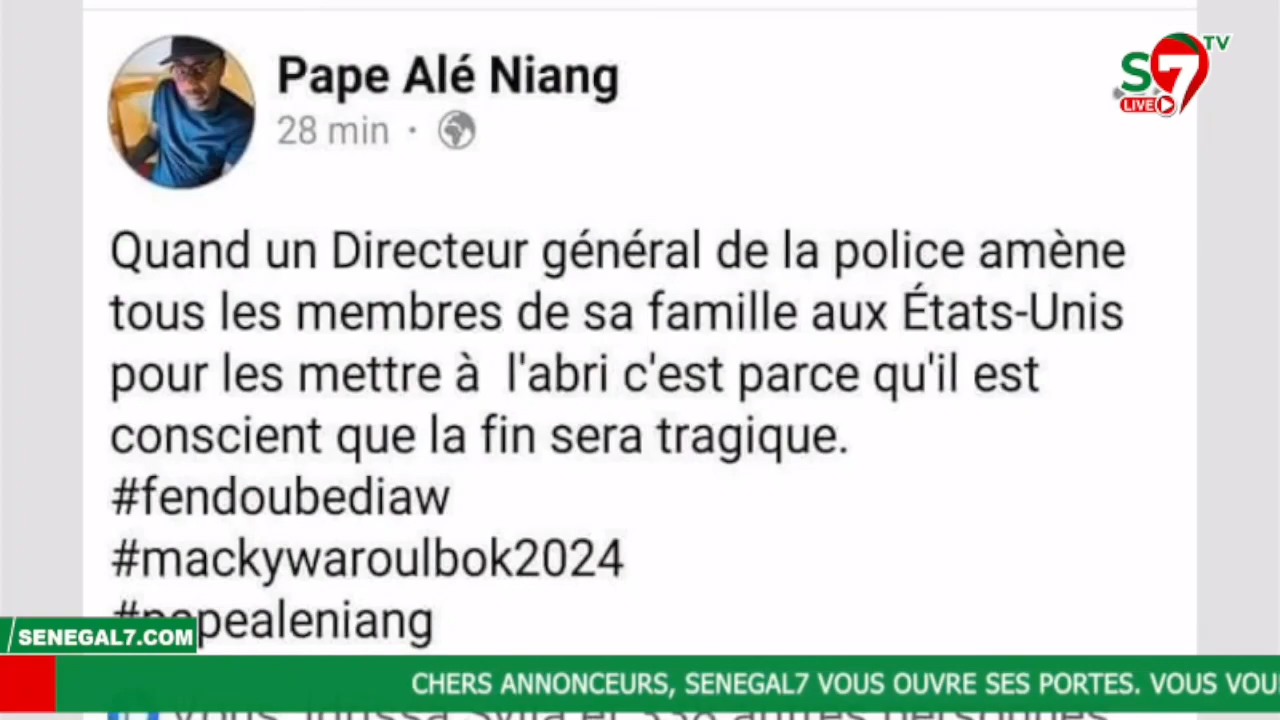 Pape Alé Niang
28 min ·
S7 TV
LIVE
Quand un Directeur général de la police amène
tous les membres de sa famille aux États-Unis
pour les mettre à l'abri c'est parce qu'il est
conscient que la fin sera tragique.
#fendoubediaw
#mackywaroulbok2024
#papealeniang
SENEGAL7.COM
CHERS ANNONCEURS, SENEGAL7 VOUS OUVRE SES PORTES. VOUS VOU